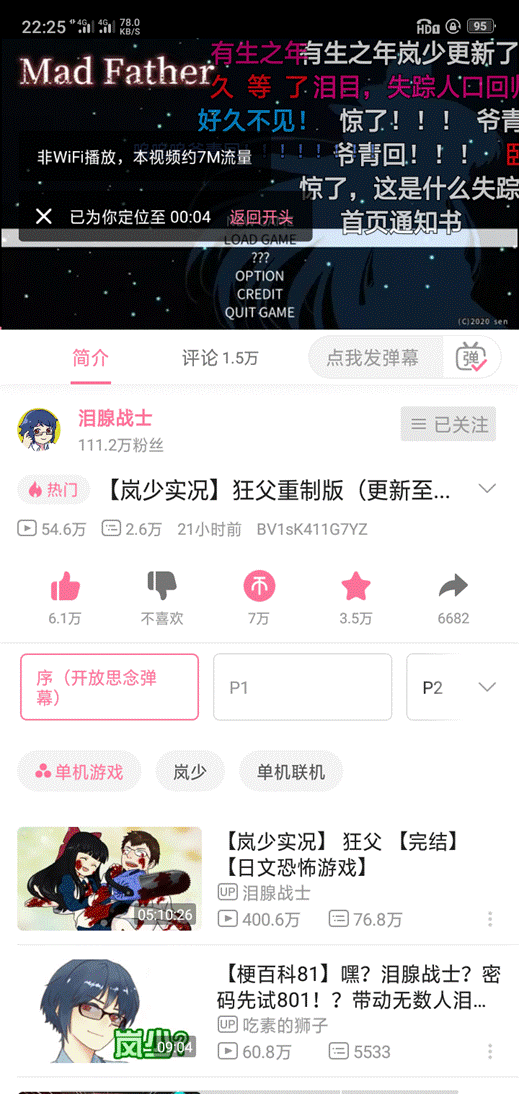 22:25 4G 4G 78.0 KB/S HD 95
Mad Father
有生之年
有生之年岚少更新了
久 等 了
泪目，失踪人口回归
好久不见！
惊了！！！
爷青
非WiFi播放，本视频约7M流量
爷青回！！！
惊了，这是什么失踪
已为你定位至 00:04 返回开头
首页通知书
LOAD GAME
???
OPTION
CREDIT
QUIT GAME
(C)2020 sen
简介
评论 1.5万
点我发弹幕
弹
泪腺战士
111.2万粉丝
已关注
热门
【岚少实况】狂父重制版（更新至...
54.6万 2.6万 21小时前 BV1sK411G7YZ
6.1万 不喜欢 7万 3.5万 6682
序（开放思念弹
幕）
P1
P2
单机游戏
岚少
单机联机
【岚少实况】 狂父 【完结】
【日文恐怖游戏】
UP 泪腺战士
400.6万 76.8万
05:10:26
【梗百科81】嘿？泪腺战士？密
码先试801！？带动无数人泪...
UP 吃素的狮子
60.8万 5533
岚少?
09:04